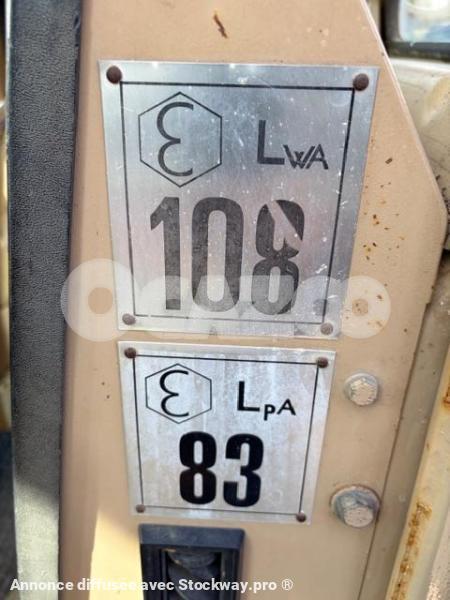 ε LWA
108
ε LpA
83
Annonce diffusée avec Stockway.pro ®